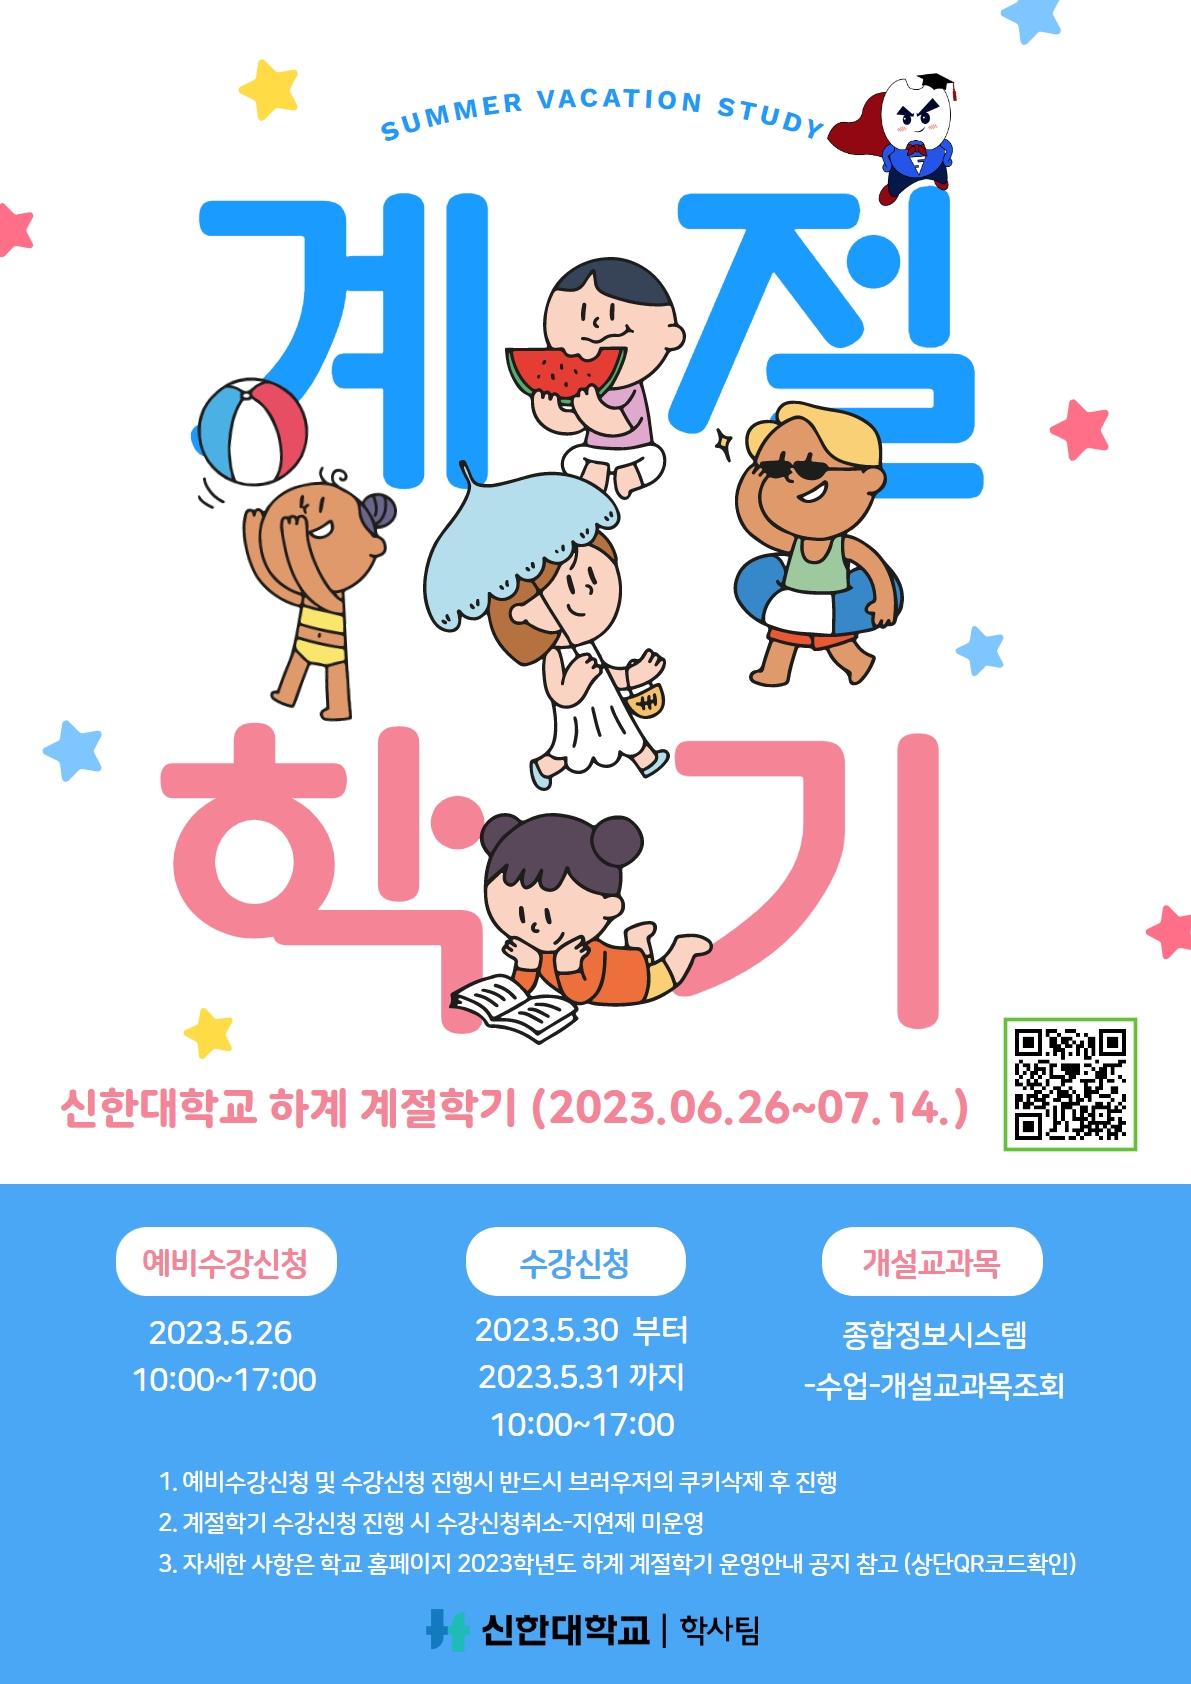 SUMMER VACATION STUDY
계절
학기
신한대학교 하계 계절학기 (2023.06.26~07.14.)
예비수강신청
2023.5.26
10:00~17:00
수강신청
2023.5.30 부터
2023.5.31 까지
10:00~17:00
개설교과목
종합정보시스템
-수업-개설교과목조회
1. 예비수강신청 및 수강신청 진행시 반드시 브러우저의 쿠키삭제 후 진행
2. 계절학기 수강신청 진행 시 수강신청취소-지연제 미운영
3. 자세한 사항은 학교 홈페이지 2023학년도 하계 계절학기 운영안내 공지 참고 (상단QR코드확인)
신한대학교 | 학사팀